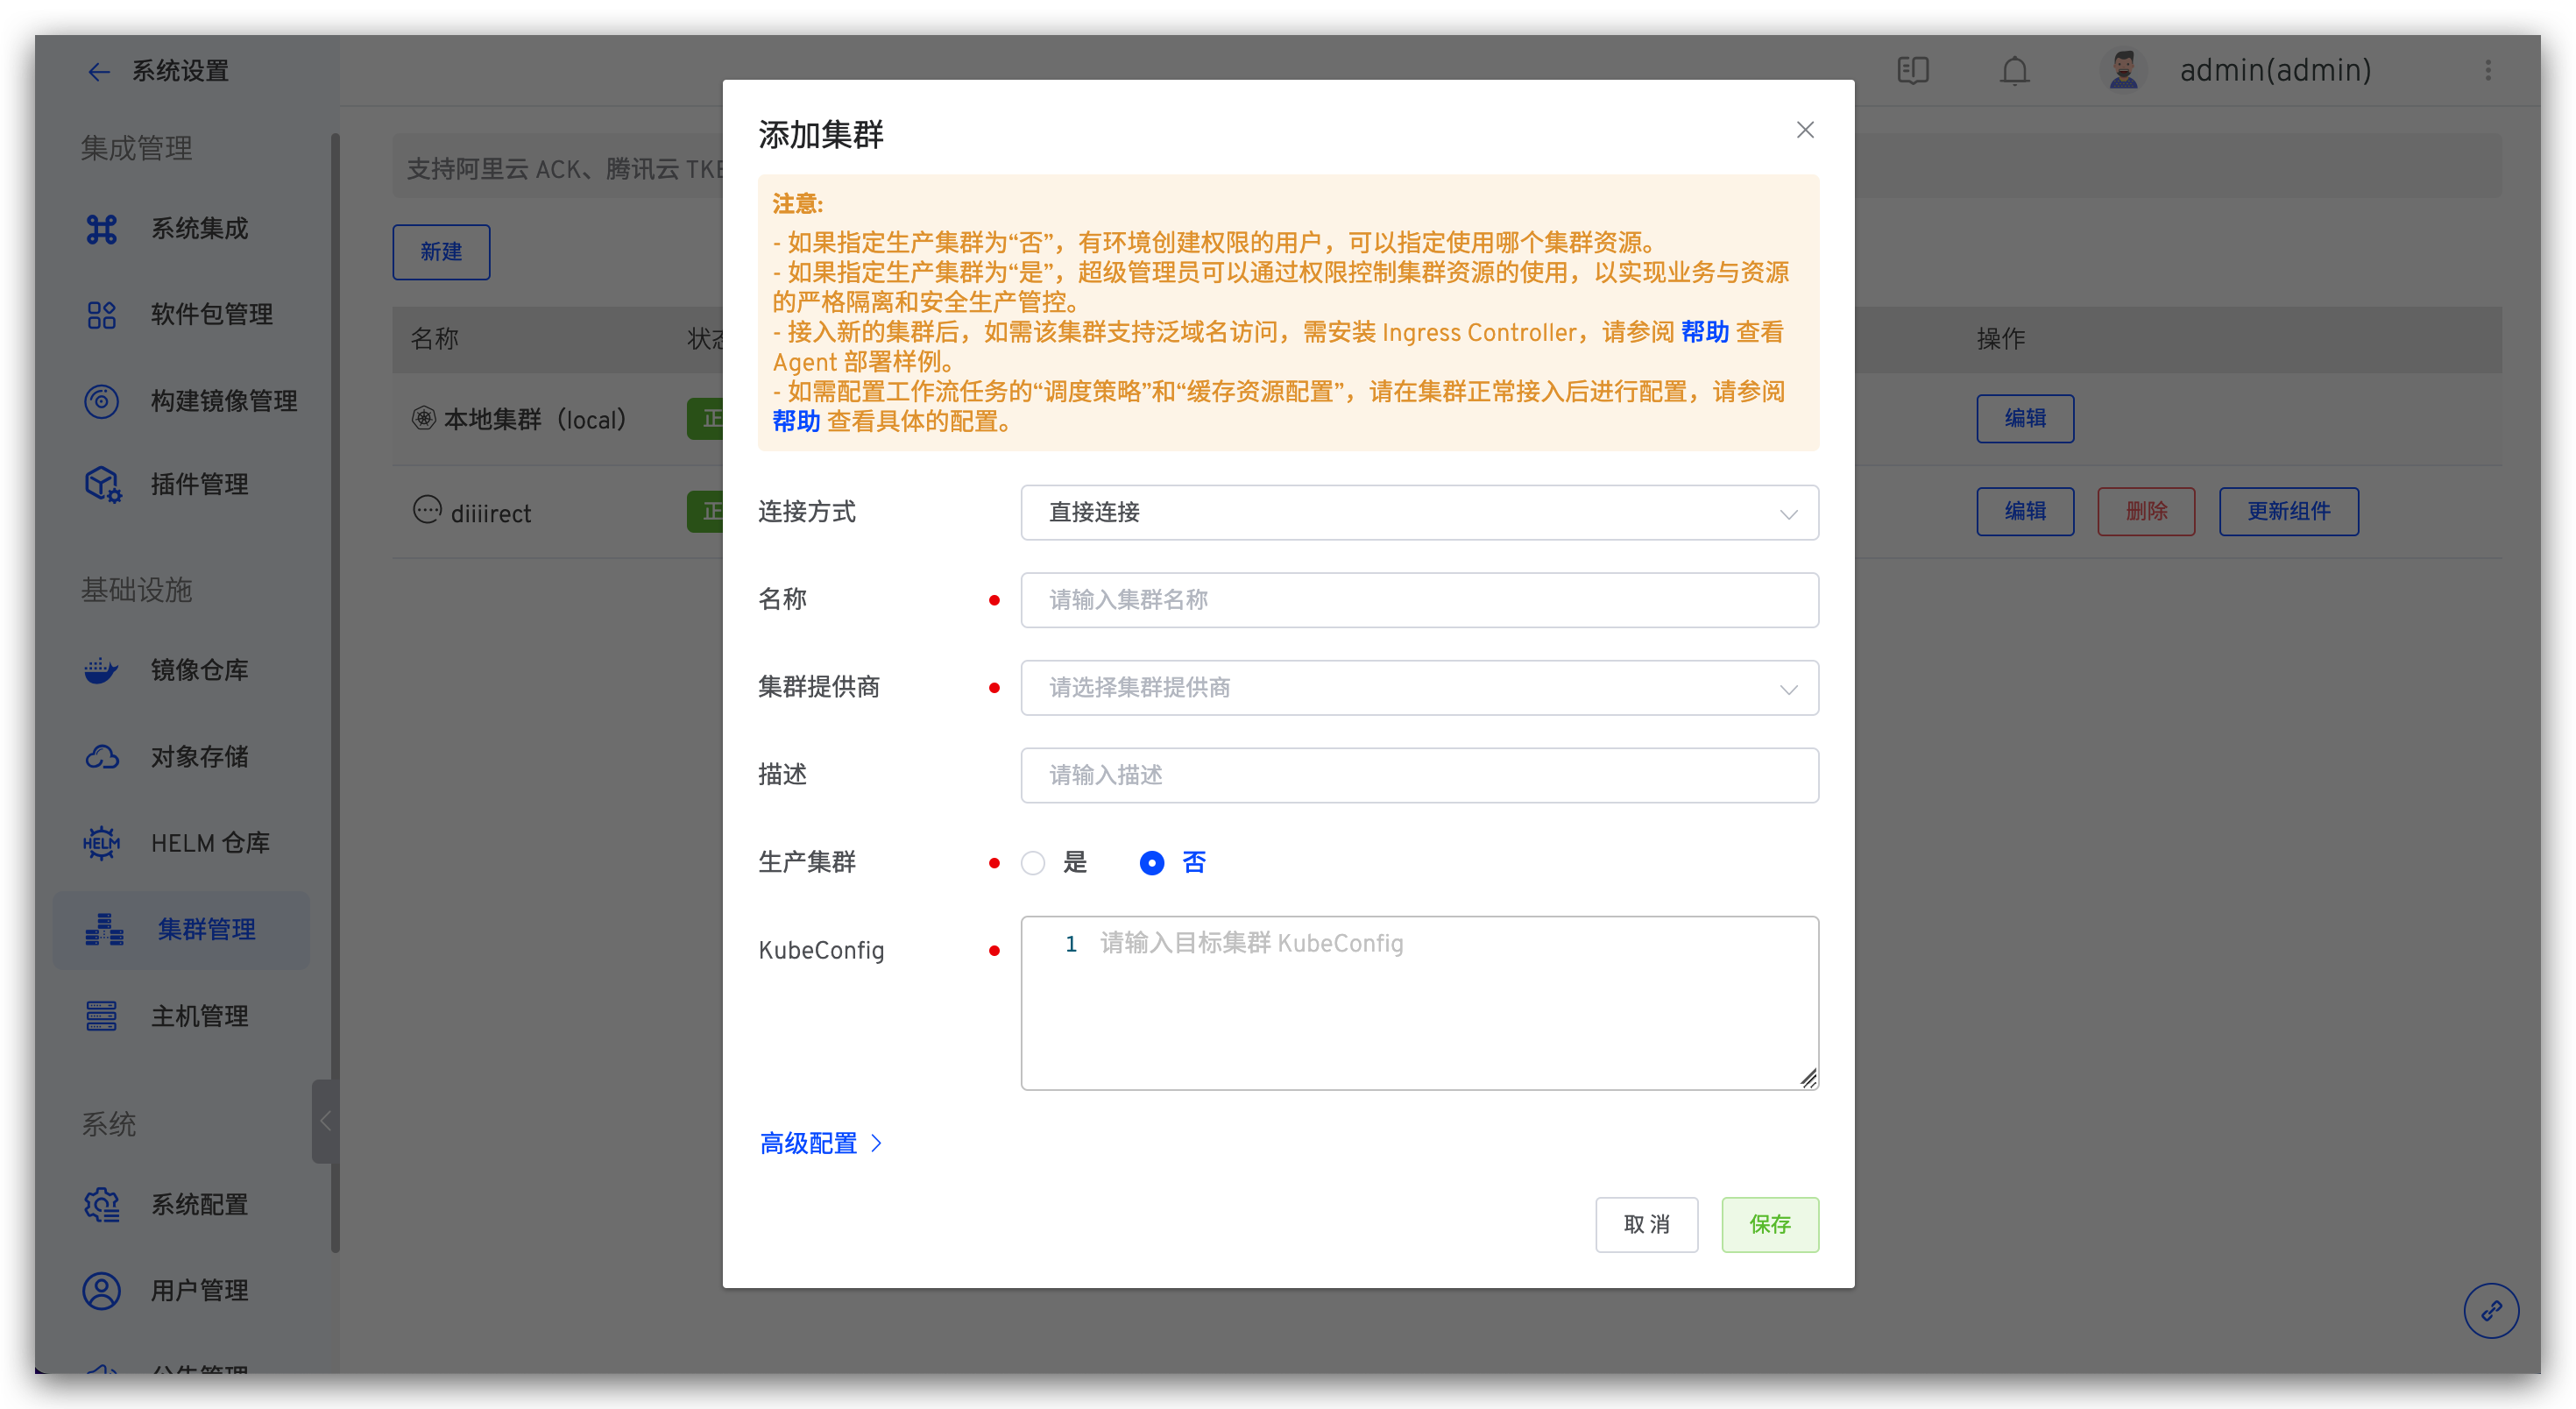 系统设置
admin(admin)
集成管理
系统集成
软件包管理
构建镜像管理
插件管理
基础设施
镜像仓库
对象存储
HELM
HELM 仓库
集群管理
主机管理
系统
系统配置
用户管理
公告管理
支持阿里云 ACK、腾讯云 TKE
新建
名称
状态
操作
本地集群（local）
正
编辑
diiiirect
正
编辑
删除
更新组件
添加集群
注意:
- 如果指定生产集群为“否”，有环境创建权限的用户，可以指定使用哪个集群资源。
- 如果指定生产集群为“是”，超级管理员可以通过权限控制集群资源的使用，以实现业务与资源
的严格隔离和安全生产管控。
- 接入新的集群后，如需该集群支持泛域名访问，需安装 Ingress Controller，请参阅 帮助 查看
Agent 部署样例。
- 如需配置工作流任务的“调度策略”和“缓存资源配置”，请在集群正常接入后进行配置，请参阅
帮助 查看具体的配置。
连接方式
直接连接
名称
请输入集群名称
集群提供商
请选择集群提供商
描述
请输入描述
生产集群
是
否
KubeConfig
1 请输入目标集群 KubeConfig
高级配置
取 消
保存